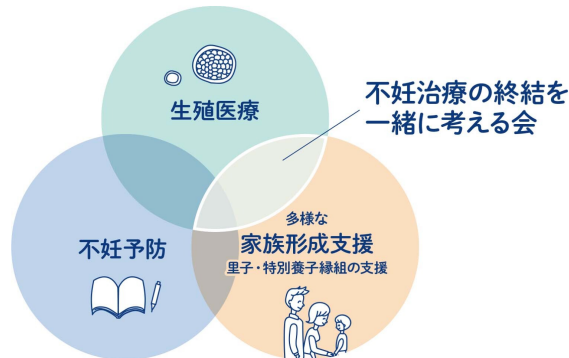 生殖医療
不妊治療の終結を
一緒に考える会
不妊予防
多様な
家族形成支援
里子・特別養子縁組の支援